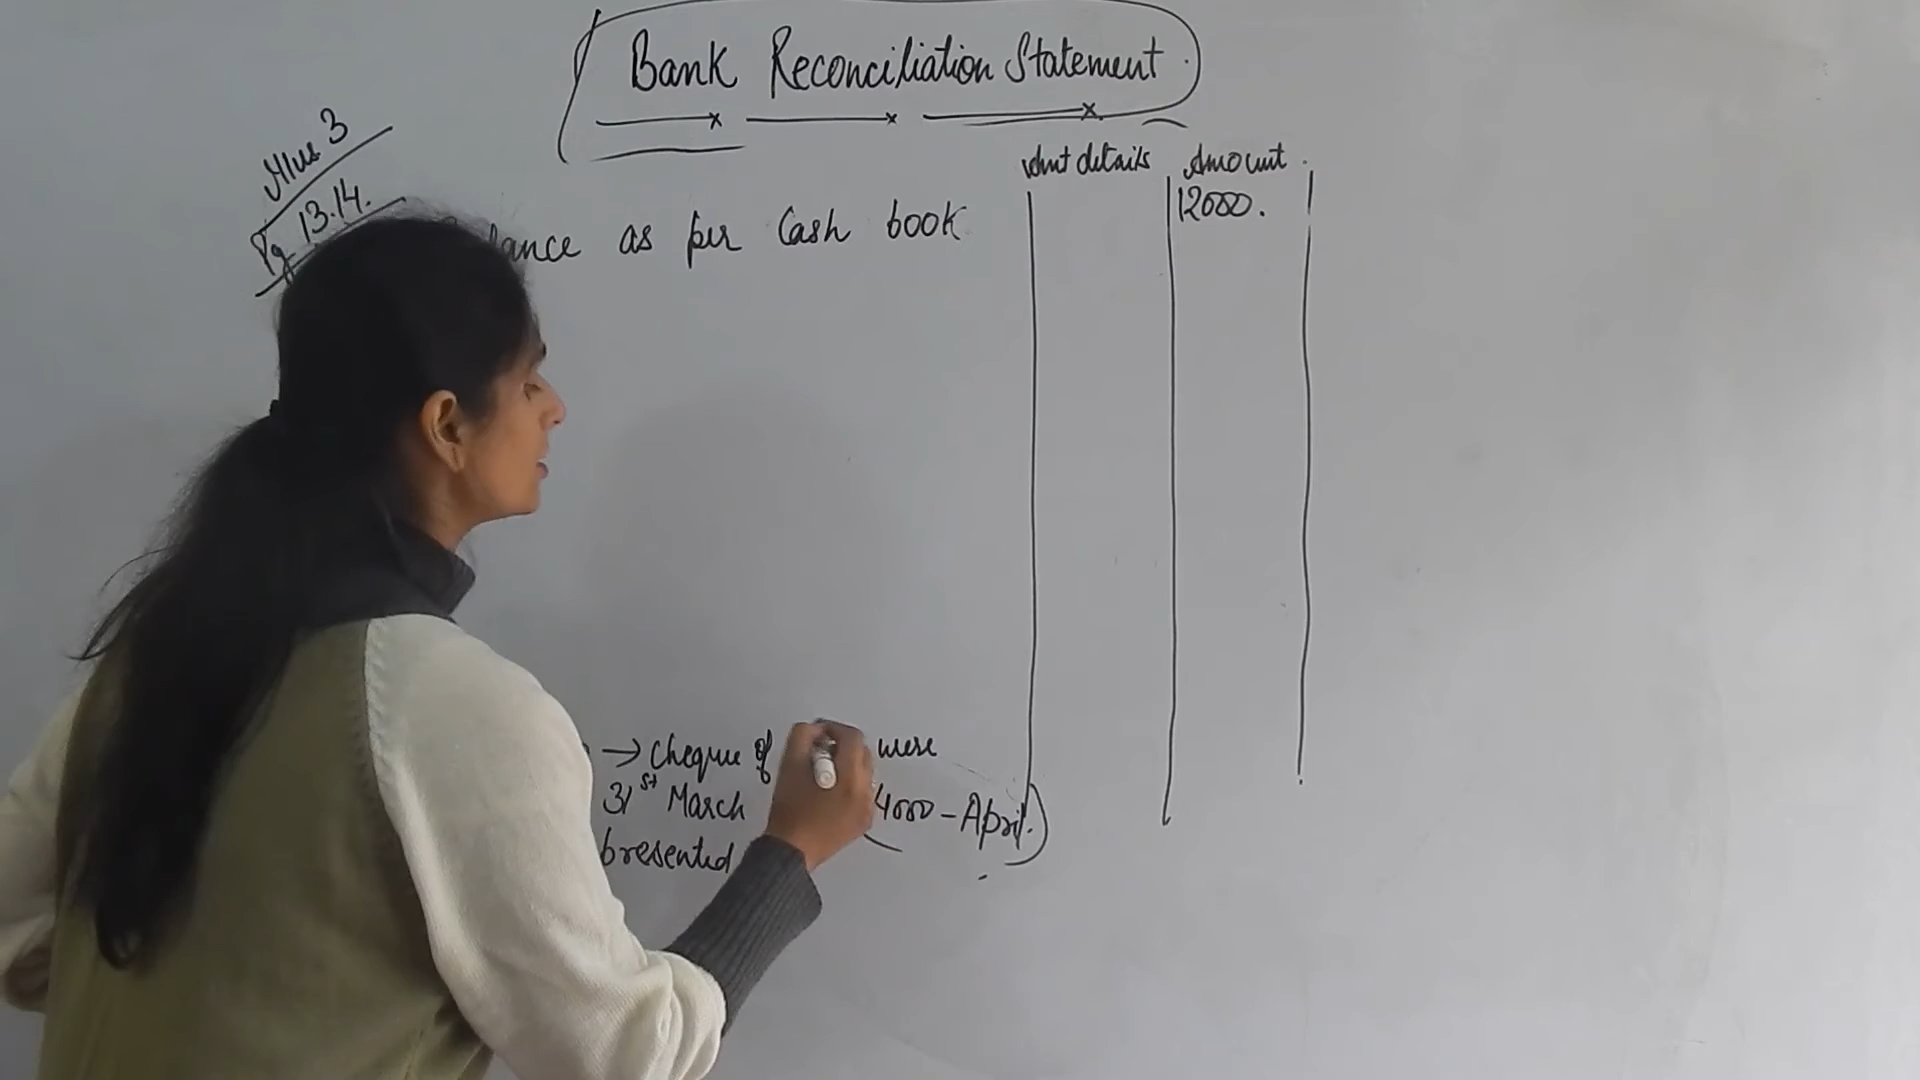 Bank Reconciliation Statement.
Illus 3
Pg 13.14.
details Amount
12000.
lance as per Cash book
→ Cheque of were
31st March 4000 - April.
presented